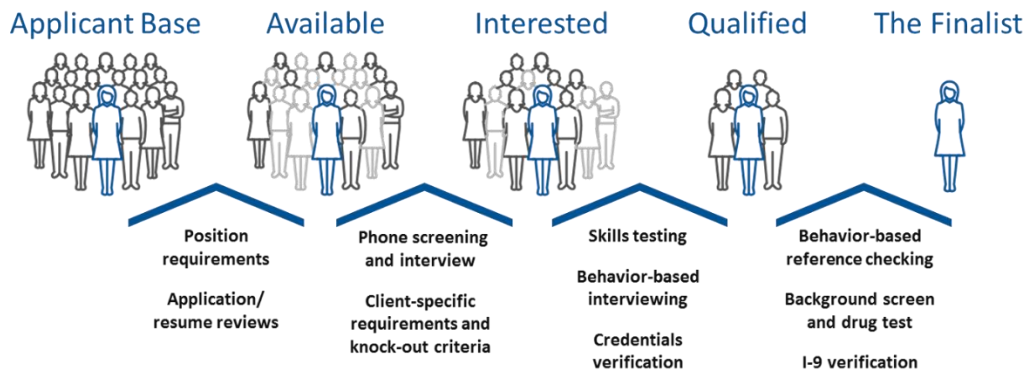 Applicant Base
Available
Interested
Qualified
The Finalist
Position
requirements
Application/
resume reviews
Phone screening
and interview
Client-specific
requirements and
knock-out criteria
Skills testing
Behavior-based
interviewing
Credentials
verification
Behavior-based
reference checking
Background screen
and drug test
I-9 verification